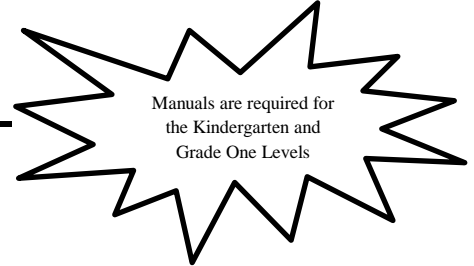 Manuals are required for
the Kindergarten and
Grade One Levels